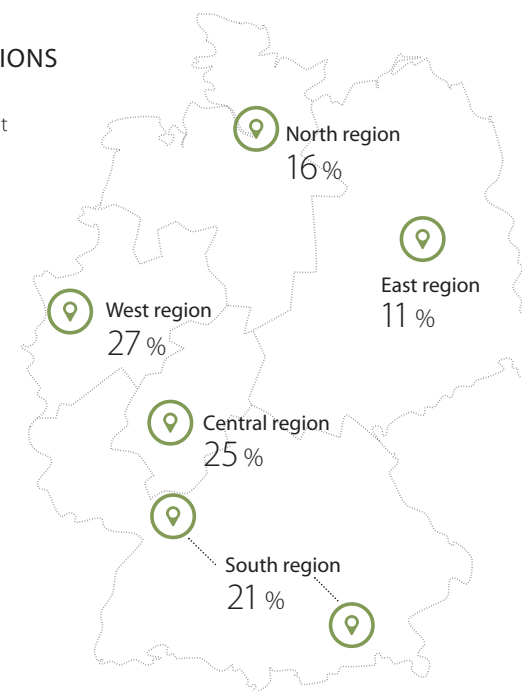 IONS
t
North region
16 %
East region
11 %
West region
27 %
Central region
25 %
South region
21 %